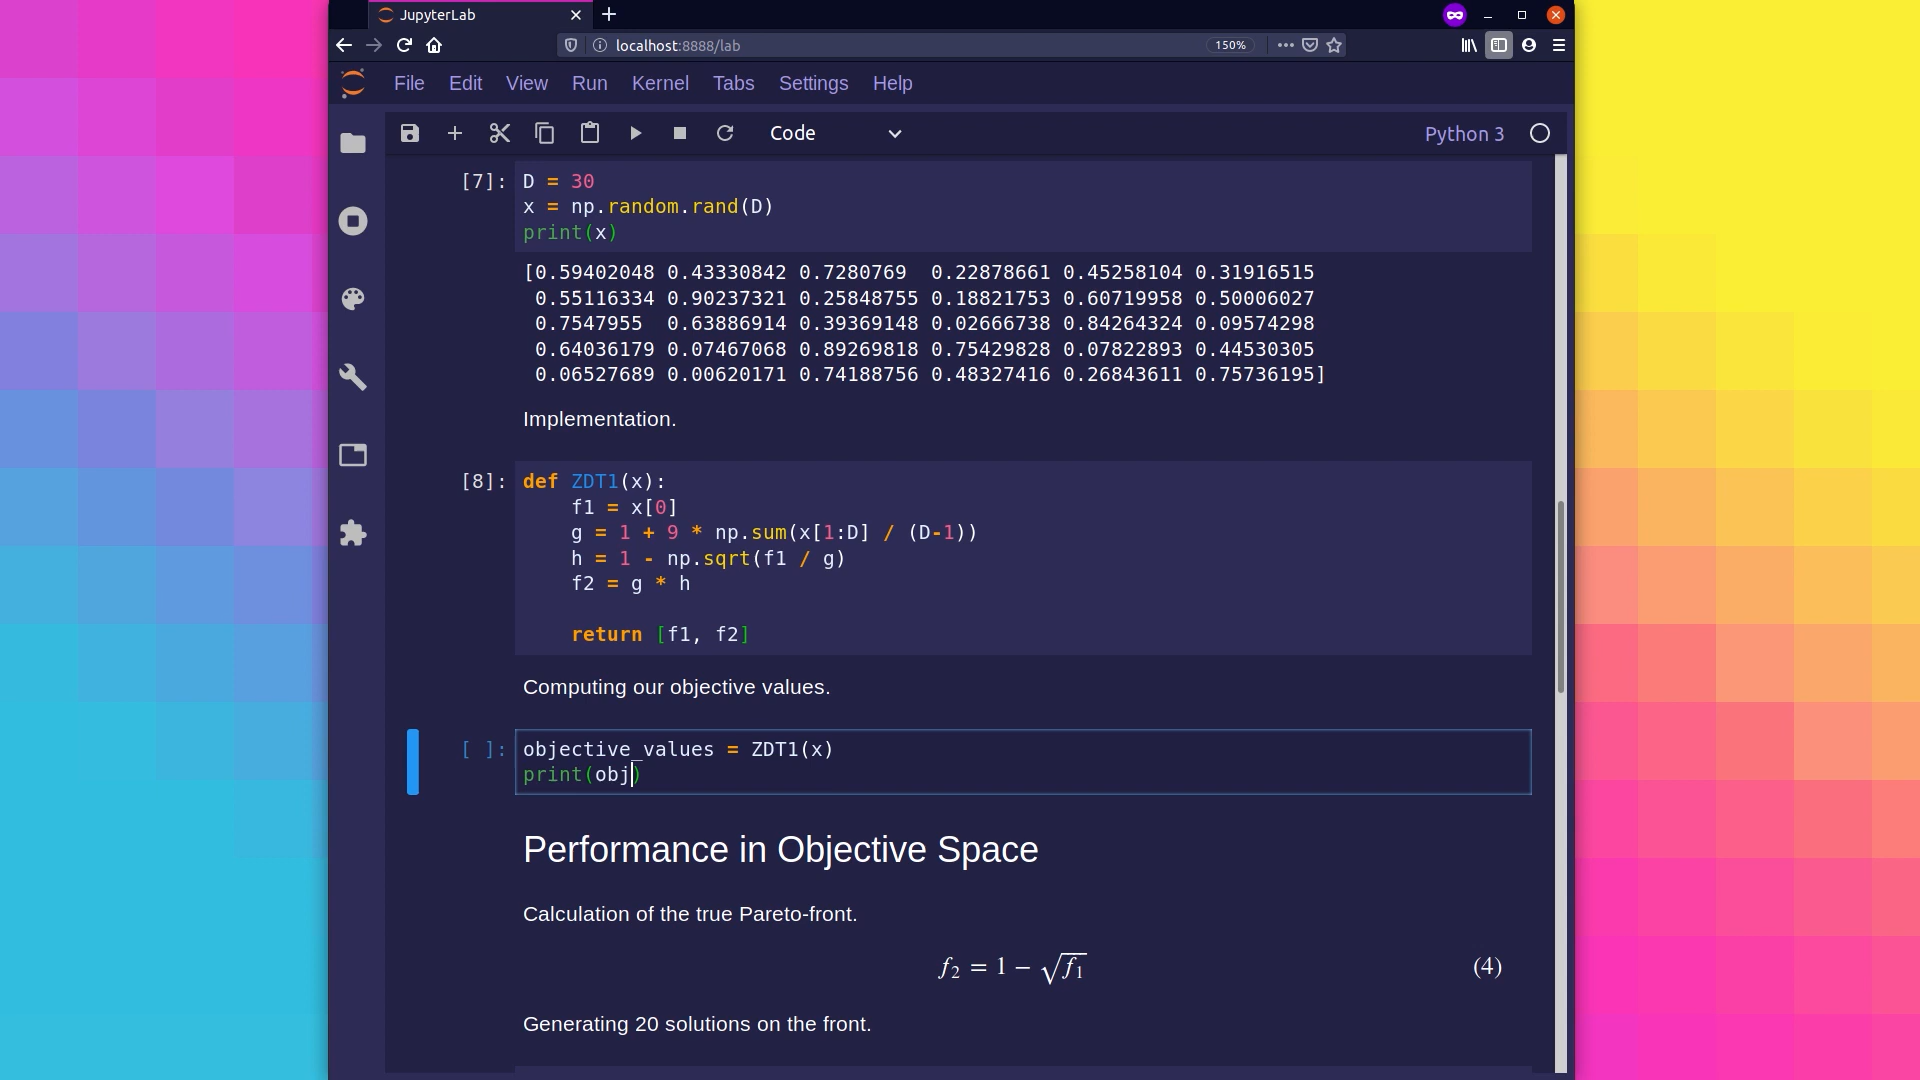 JupyterLab
localhost:8888/lab
150%
File Edit View Run Kernel Tabs Settings Help
Code
Python 3
[7]: D = 30
x = np.random.rand(D)
print(x)
[0.59402048 0.43330842 0.7280769  0.22878661 0.45258104 0.31916515
 0.55116334 0.90237321 0.25848755 0.18821753 0.60719958 0.50006027
 0.7547955  0.63886914 0.39369148 0.02666738 0.84264324 0.09574298
 0.64036179 0.07467068 0.89269818 0.75429828 0.07822893 0.44530305
 0.06527689 0.00620171 0.74188756 0.48327416 0.26843611 0.75736195]
Implementation.
[8]: def ZDT1(x):
    f1 = x[0]
    g = 1 + 9 * np.sum(x[1:D] / (D-1))
    h = 1 - np.sqrt(f1 / g)
    f2 = g * h
    return [f1, f2]
Computing our objective values.
[ ]: objective_values = ZDT1(x)
print(obj)
Performance in Objective Space
Calculation of the true Pareto-front.
f₂ = 1 − √f₁ (4)
Generating 20 solutions on the front.